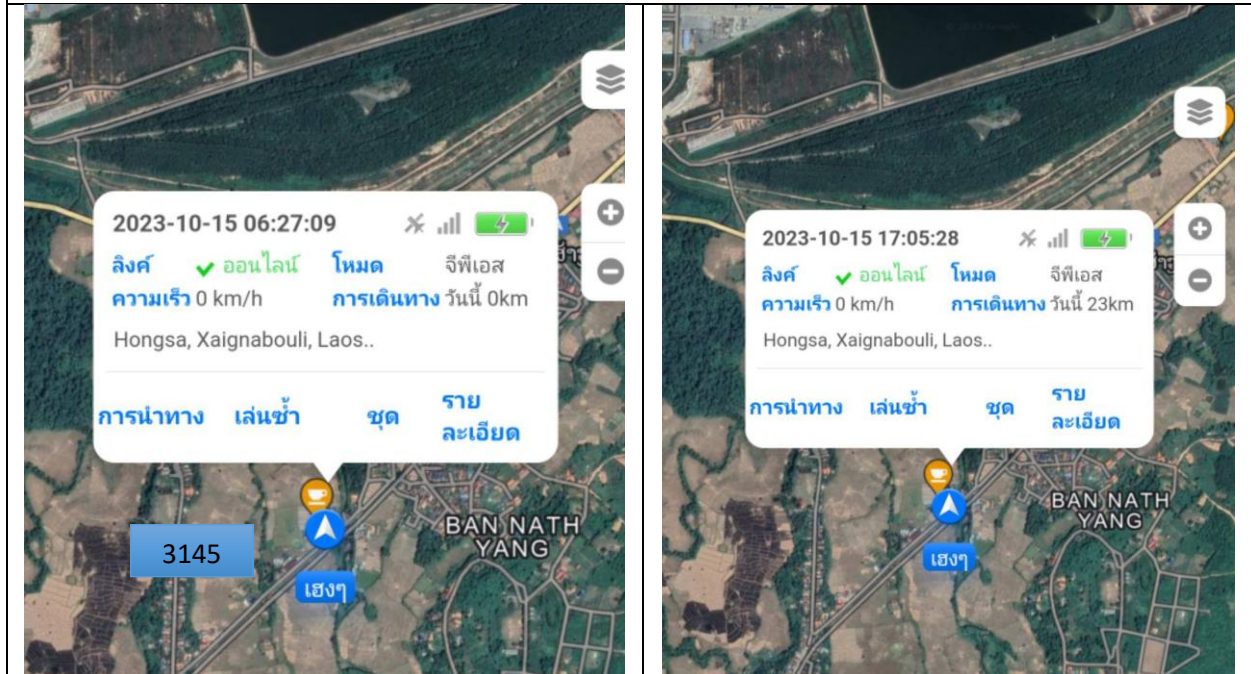 2023-10-15 06:27:09
ลิงค์ ออนไลน์ โหมด จีพีเอส
ความเร็ว 0 km/h การเดินทาง วันนี้ 0km
Hongsa, Xaignabouli, Laos..
การนำทาง เล่นซ้ำ ชุด ราย
ละเอียด
BAN NATH
YANG
3145
เฮงๆ
2023-10-15 17:05:28
ลิงค์ ออนไลน์ โหมด จีพีเอส
ความเร็ว 0 km/h การเดินทาง วันนี้ 23km
Hongsa, Xaignabouli, Laos..
การนำทาง เล่นซ้ำ ชุด ราย
ละเอียด
BAN NATH
YANG
เฮงๆ